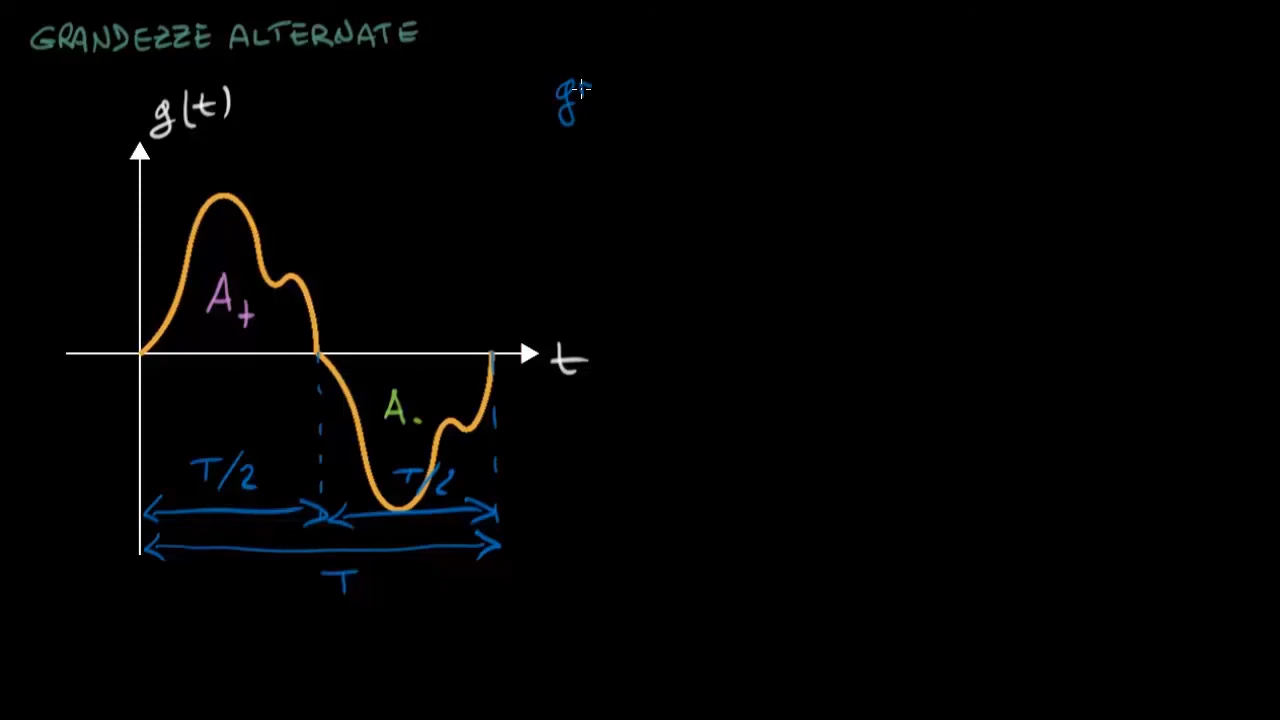 GRANDEZZE ALTERNATE
g(t)
A+
t
A-
T/2
T/2
T